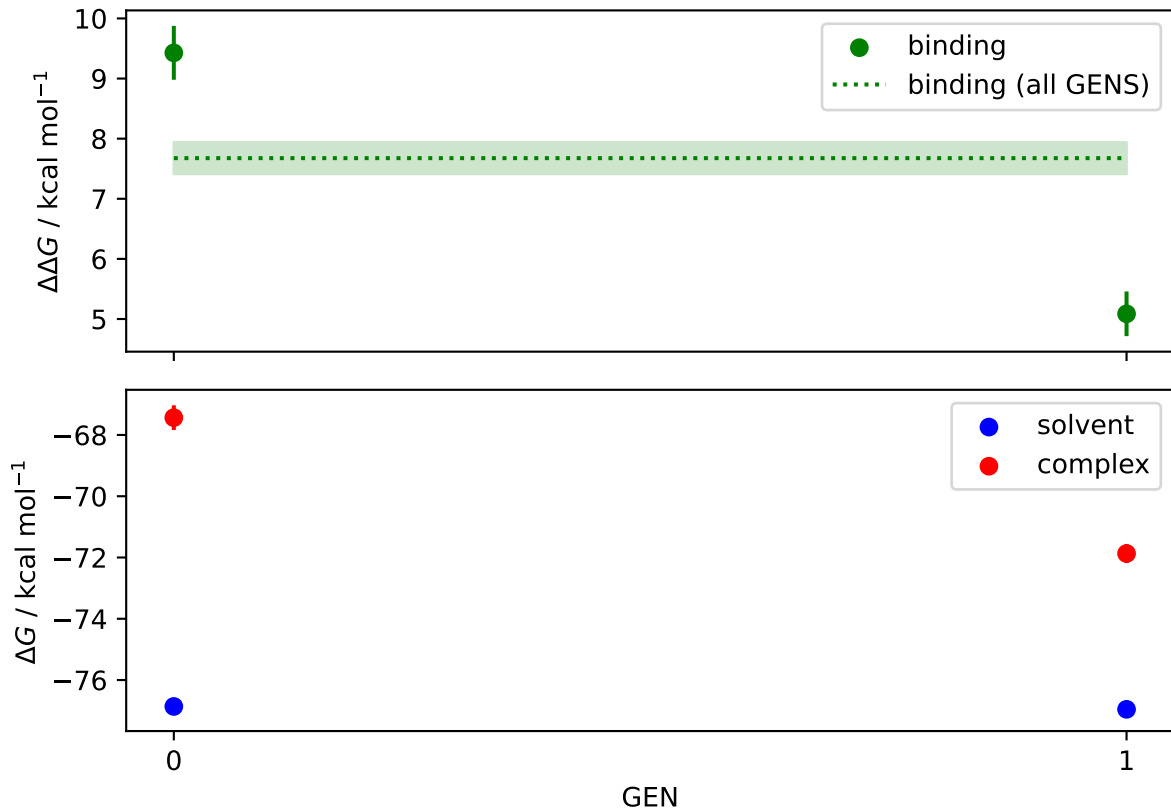 10
9
8
7
6
5
ΔΔG / kcal mol⁻¹
binding
binding (all GENS)
−68
−70
−72
−74
−76
ΔG / kcal mol⁻¹
solvent
complex
0
1
GEN